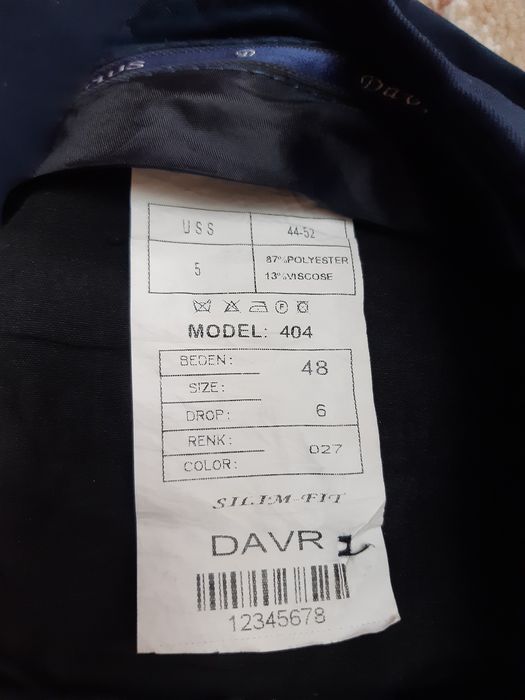 USS 44-52
5 87%POLYESTER
13%VISCOSE
MODEL: 404
BEDEN: 48
SIZE:
DROP: 6
RENK: 027
COLOR:
SILIM-FIT
DAVR
12345678